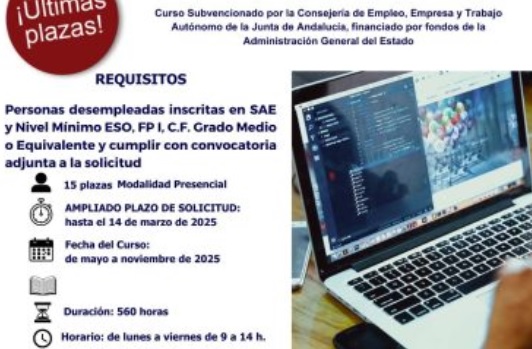 ¡Últimas
plazas!
Curso Subvencionado por la Consejería de Empleo, Empresa y Trabajo
Autónomo de la Junta de Andalucía, financiado por fondos de la
Administración General del Estado
REQUISITOS
Personas desempleadas inscritas en SAE
y Nivel Mínimo ESO, FP I, C.F. Grado Medio
o Equivalente y cumplir con convocatoria
adjunta a la solicitud
15 plazas Modalidad Presencial
AMPLIADO PLAZO DE SOLICITUD:
hasta el 14 de marzo de 2025
Fecha del Curso:
de mayo a noviembre de 2025
Duración: 560 horas
Horario: de lunes a viernes de 9 a 14 h.